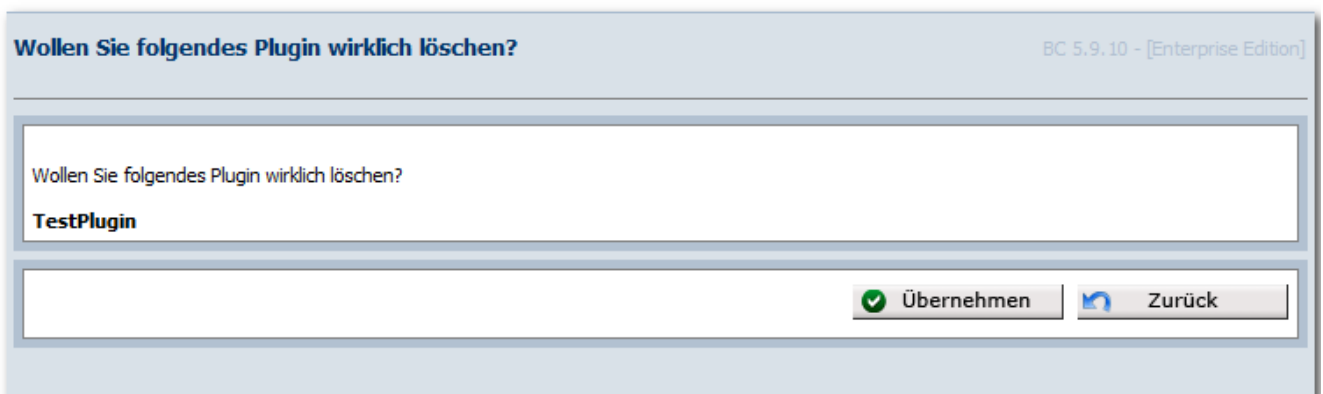 Wollen Sie folgendes Plugin wirklich löschen?
BC 5.9.10 - [Enterprise Edition]
Wollen Sie folgendes Plugin wirklich löschen?
TestPlugin
Übernehmen
Zurück